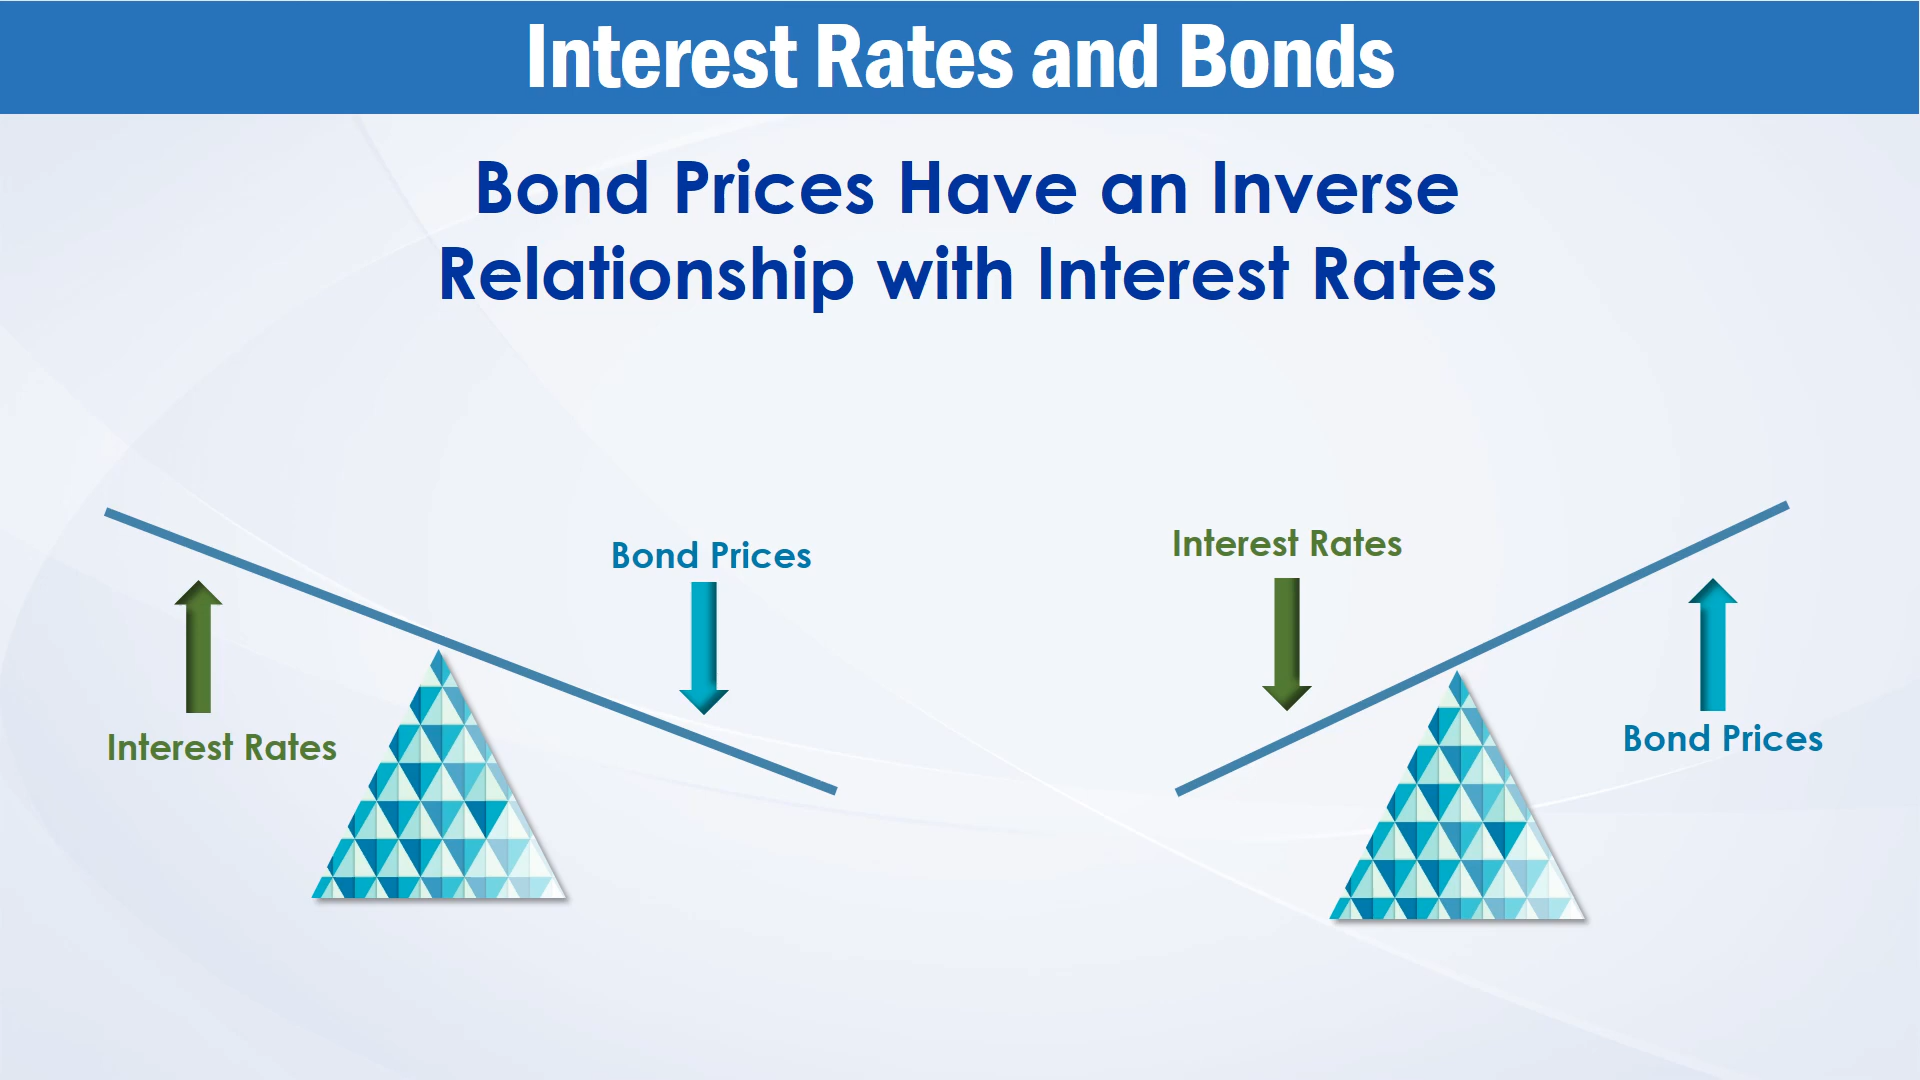 Interest Rates and Bonds
Bond Prices Have an Inverse
Relationship with Interest Rates
Bond Prices
Interest Rates
Interest Rates
Bond Prices